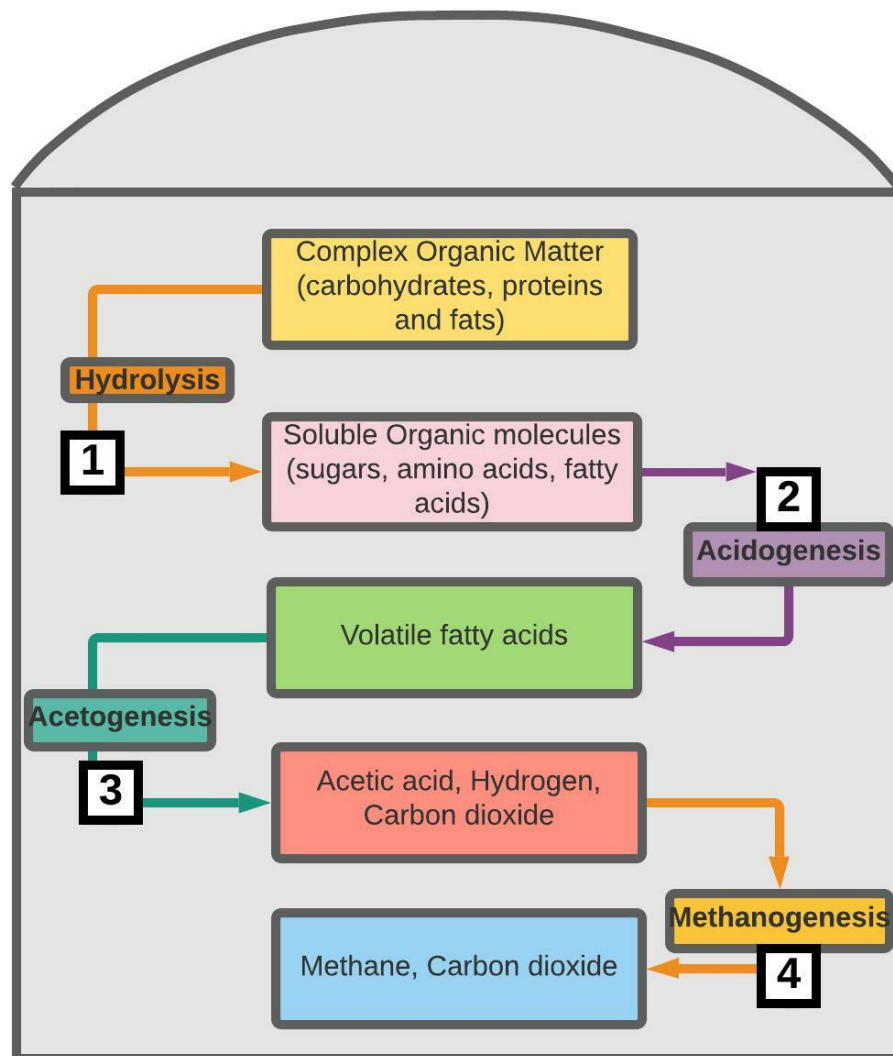 Complex Organic Matter
(carbohydrates, proteins
and fats)
Hydrolysis
1
Soluble Organic molecules
(sugars, amino acids, fatty
acids)
2
Acidogenesis
Volatile fatty acids
Acetogenesis
3
Acetic acid, Hydrogen,
Carbon dioxide
Methanogenesis
4
Methane, Carbon dioxide